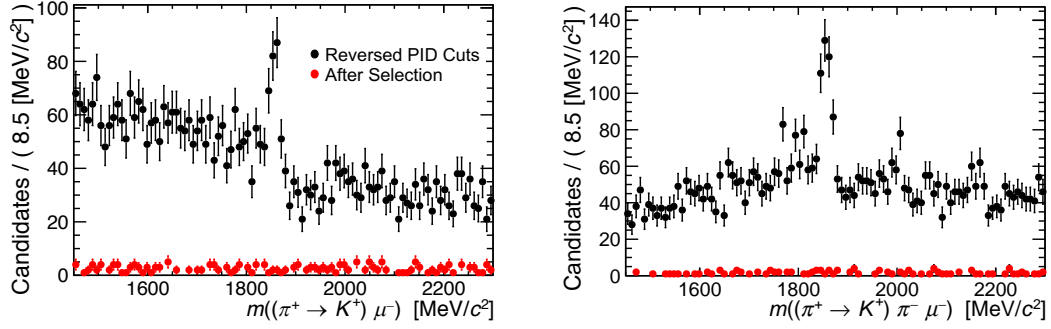 Candidates / ( 8.5 [MeV/c²]
100
80
60
40
20
0
Reversed PID Cuts
After Selection
1600 1800 2000 2200
m((π⁺ → K⁺) μ⁻) [MeV/c²]
Candidates / ( 8.5 [MeV/c²]
140
120
100
80
60
40
20
0
1600 1800 2000 2200
m((π⁺ → K⁺) π⁻ μ⁻) [MeV/c²]